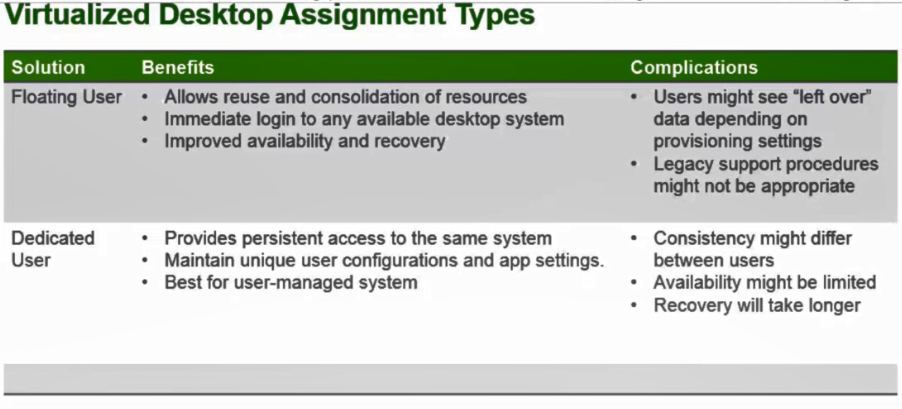 Virtualized Desktop Assignment Types
Solution Benefits Complications
Floating User
• Allows reuse and consolidation of resources
• Immediate login to any available desktop system
• Improved availability and recovery
• Users might see “left over”
data depending on
provisioning settings
• Legacy support procedures
might not be appropriate
Dedicated
User
• Provides persistent access to the same system
• Maintain unique user configurations and app settings.
• Best for user-managed system
• Consistency might differ
between users
• Availability might be limited
• Recovery will take longer